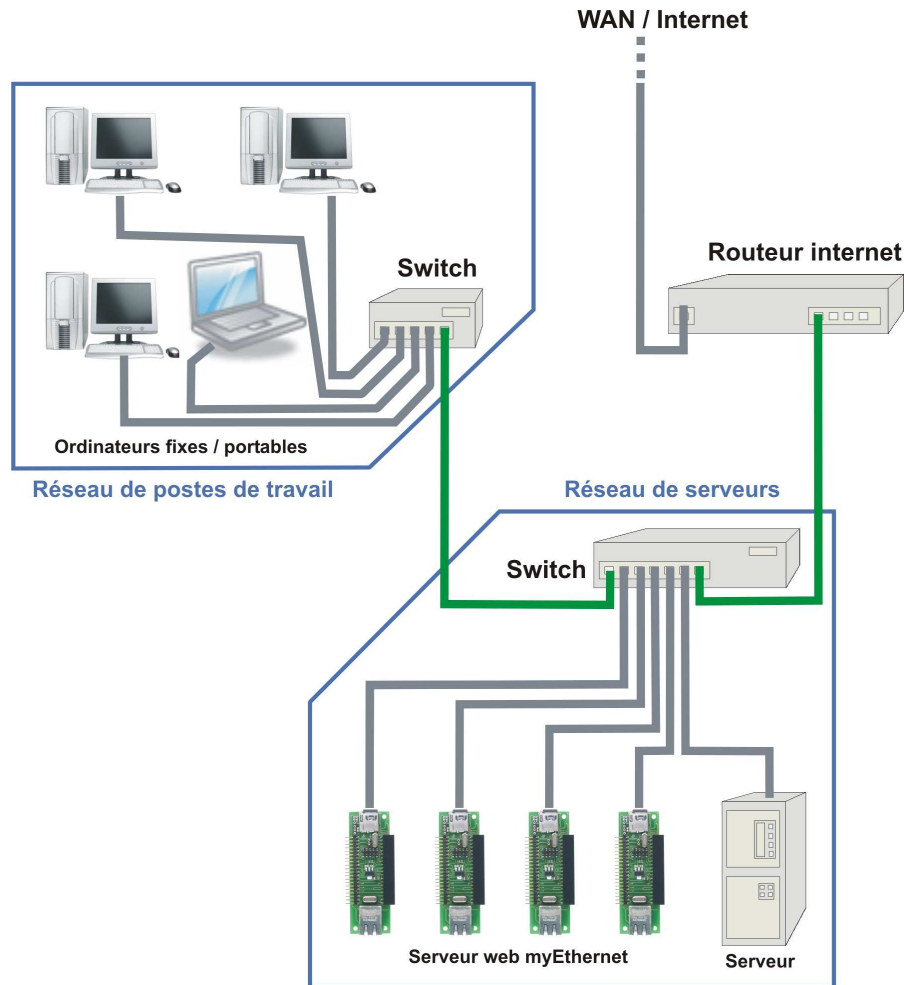 WAN / Internet
Routeur internet
Switch
Ordinateurs fixes / portables
Réseau de postes de travail
Réseau de serveurs
Switch
Serveur web myEthernet
Serveur